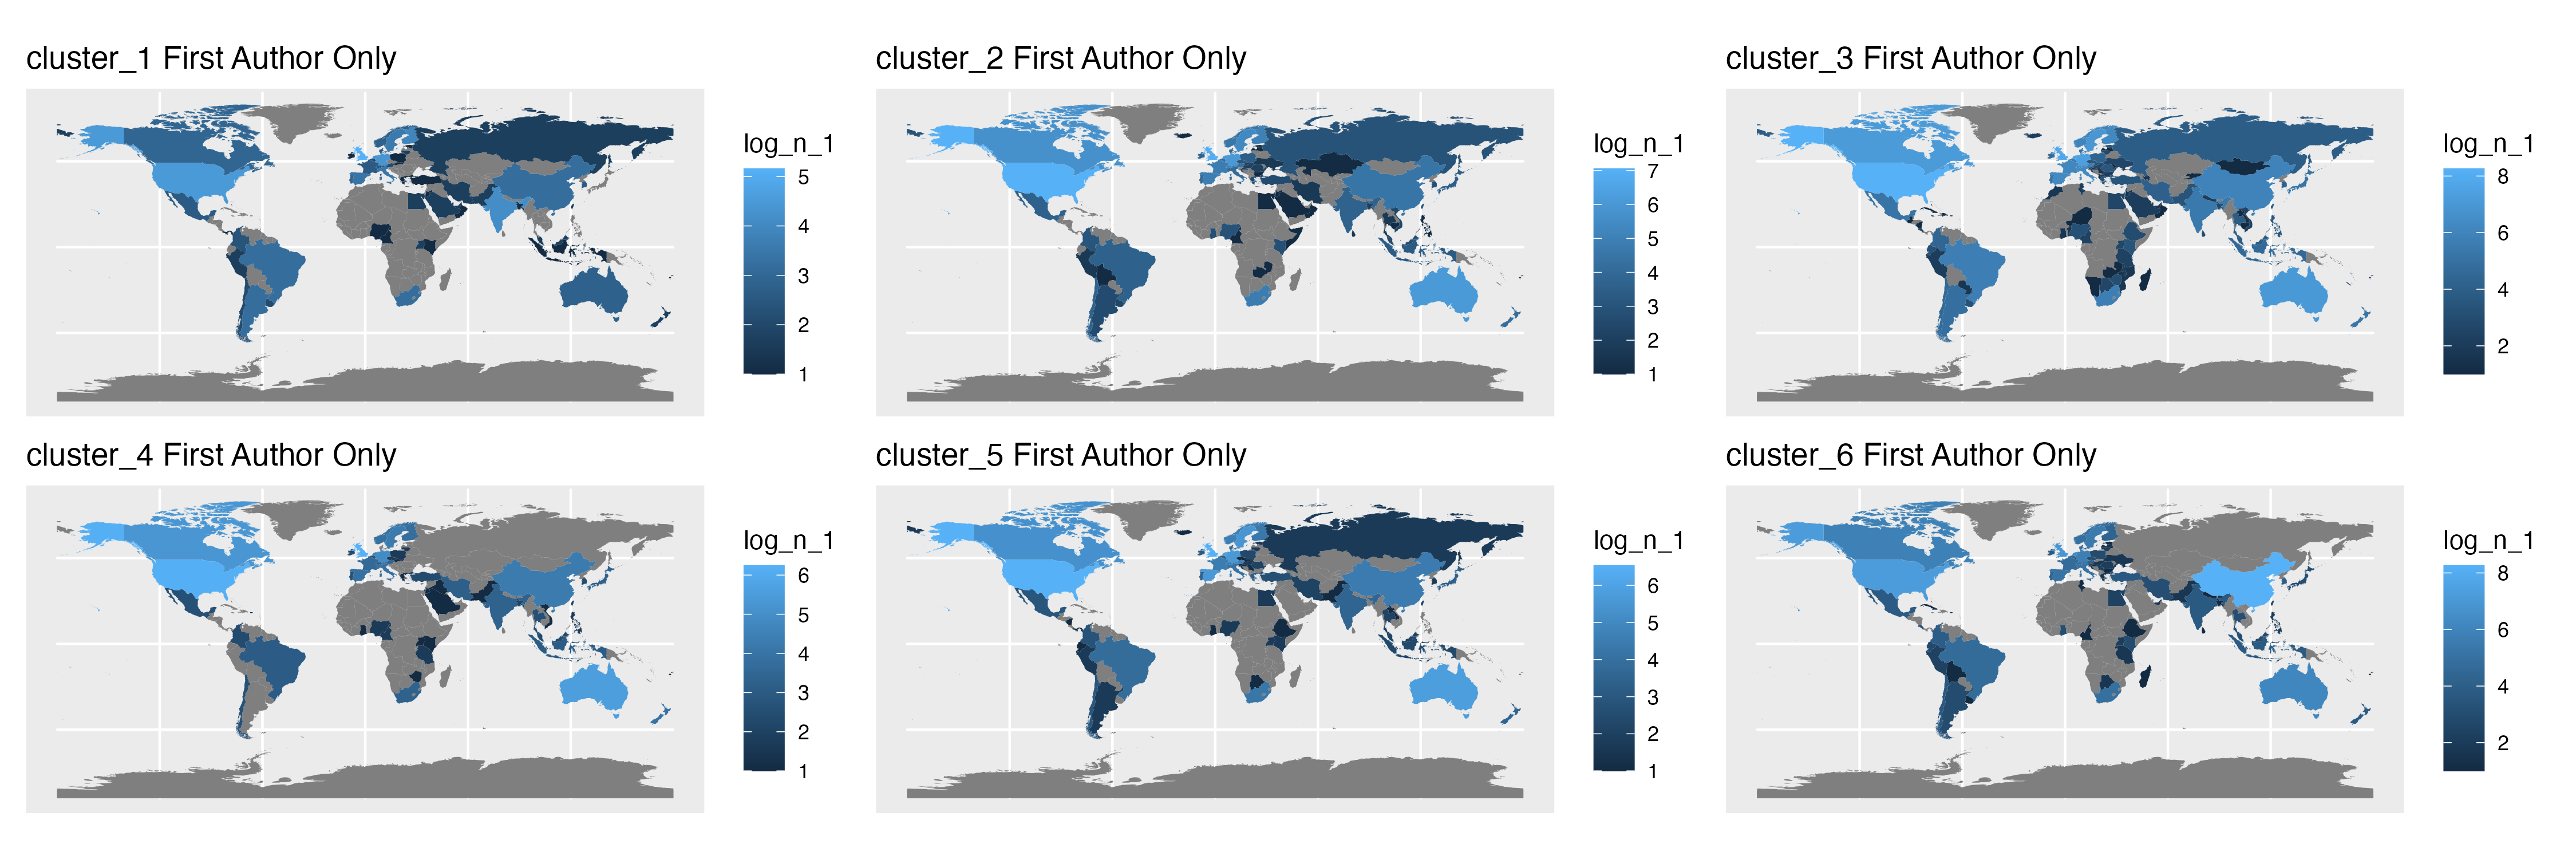 cluster_1 First Author Only
log_n_1
5
4
3
2
1
cluster_2 First Author Only
log_n_1
7
6
5
4
3
2
1
cluster_3 First Author Only
log_n_1
8
6
4
2
cluster_4 First Author Only
log_n_1
6
5
4
3
2
1
cluster_5 First Author Only
log_n_1
6
5
4
3
2
1
cluster_6 First Author Only
log_n_1
8
6
4
2